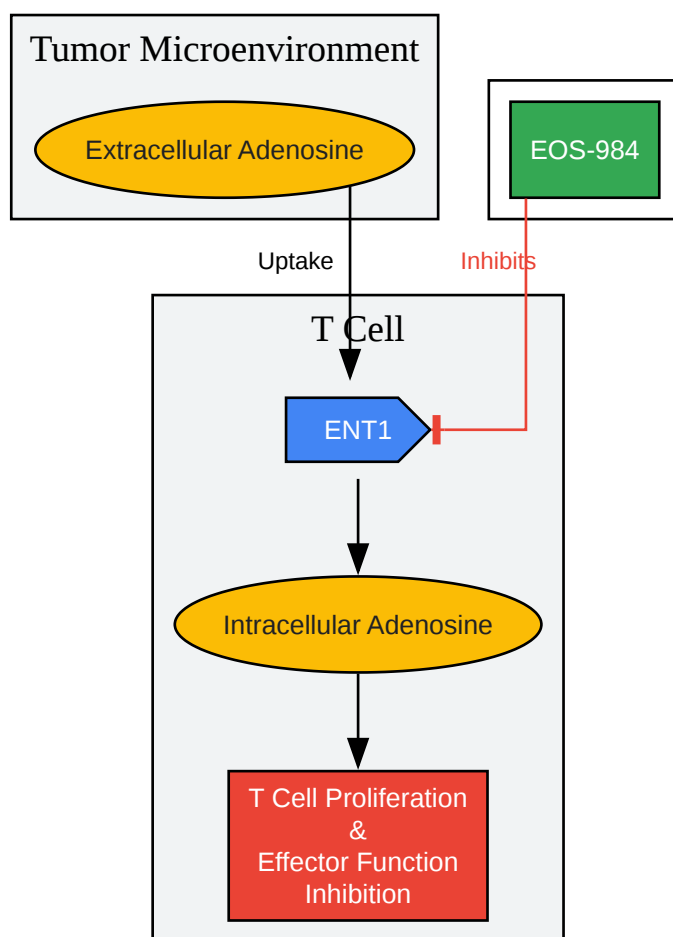 Tumor Microenvironment
Extracellular Adenosine
EOS-984
Uptake
Inhibits
T Cell
ENT1
Intracellular Adenosine
T Cell Proliferation
&
Effector Function
Inhibition